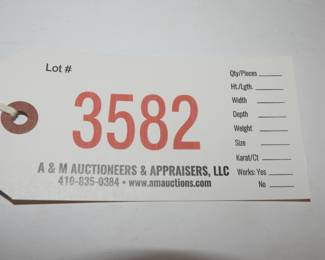 Lot #
3582
A & M AUCTIONEERS & APPRAISERS, LLC
410-835-0384 • www.amauctions.com
Qty/Pieces
Ht./Lgth.
Width
Depth
Weight
Size
Karat/Ct
Works: Yes
No